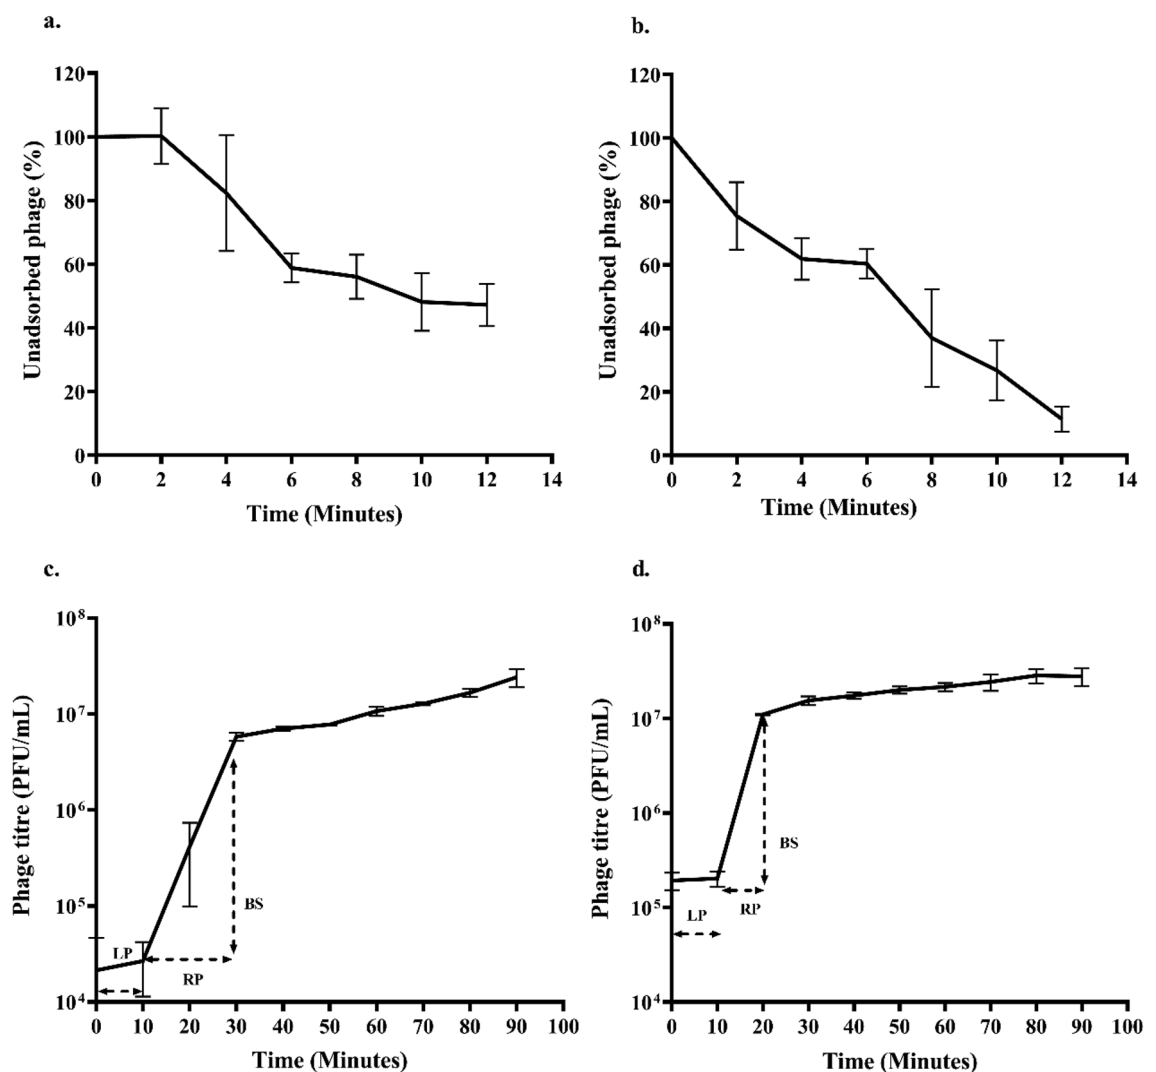 a.
Unadsorbed phage (%)
120
100
80
60
40
20
0
0 2 4 6 8 10 12 14
Time (Minutes)
b.
Unadsorbed phage (%)
120
100
80
60
40
20
0
0 2 4 6 8 10 12 14
Time (Minutes)
c.
Phage titre (PFU/mL)
10⁸
10⁷
10⁶
10⁵
10⁴
BS
LP
RP
0 10 20 30 40 50 60 70 80 90 100
Time (Minutes)
d.
Phage titre (PFU/mL)
10⁸
10⁷
10⁶
10⁵
10⁴
BS
RP
LP
0 10 20 30 40 50 60 70 80 90 100
Time (Minutes)